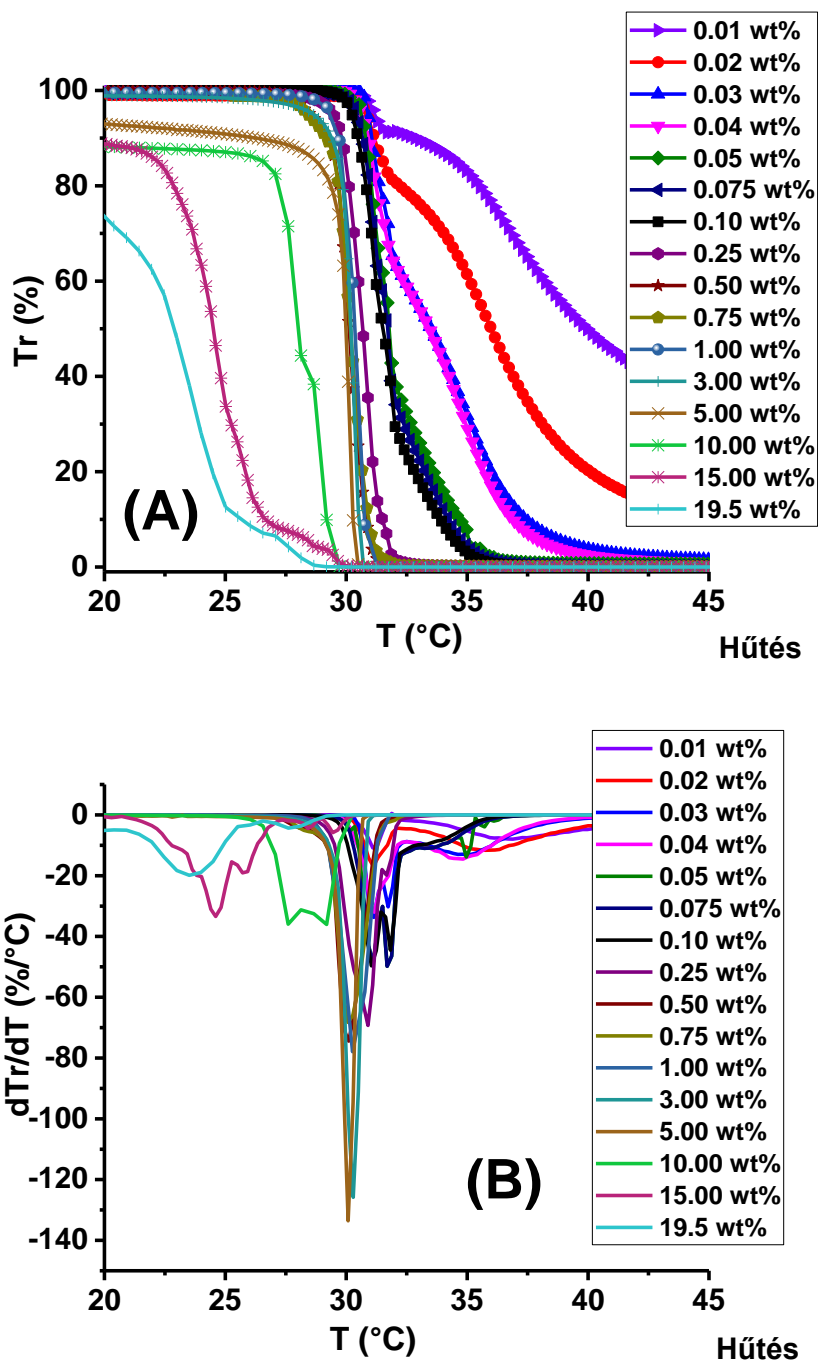 0.01 wt%
0.02 wt%
0.03 wt%
0.04 wt%
0.05 wt%
0.075 wt%
0.10 wt%
0.25 wt%
0.50 wt%
0.75 wt%
1.00 wt%
3.00 wt%
5.00 wt%
10.00 wt%
15.00 wt%
19.5 wt%
100
80
60
40
20
0
Tr (%)
(A)
20 25 30 35 40 45
T (°C)
Hűtés
0.01 wt%
0.02 wt%
0.03 wt%
0.04 wt%
0.05 wt%
0.075 wt%
0.10 wt%
0.25 wt%
0.50 wt%
0.75 wt%
1.00 wt%
3.00 wt%
5.00 wt%
10.00 wt%
15.00 wt%
19.5 wt%
0
-20
-40
-60
-80
-100
-120
-140
dTr/dT (%/°C)
(B)
20 25 30 35 40 45
T (°C)
Hűtés